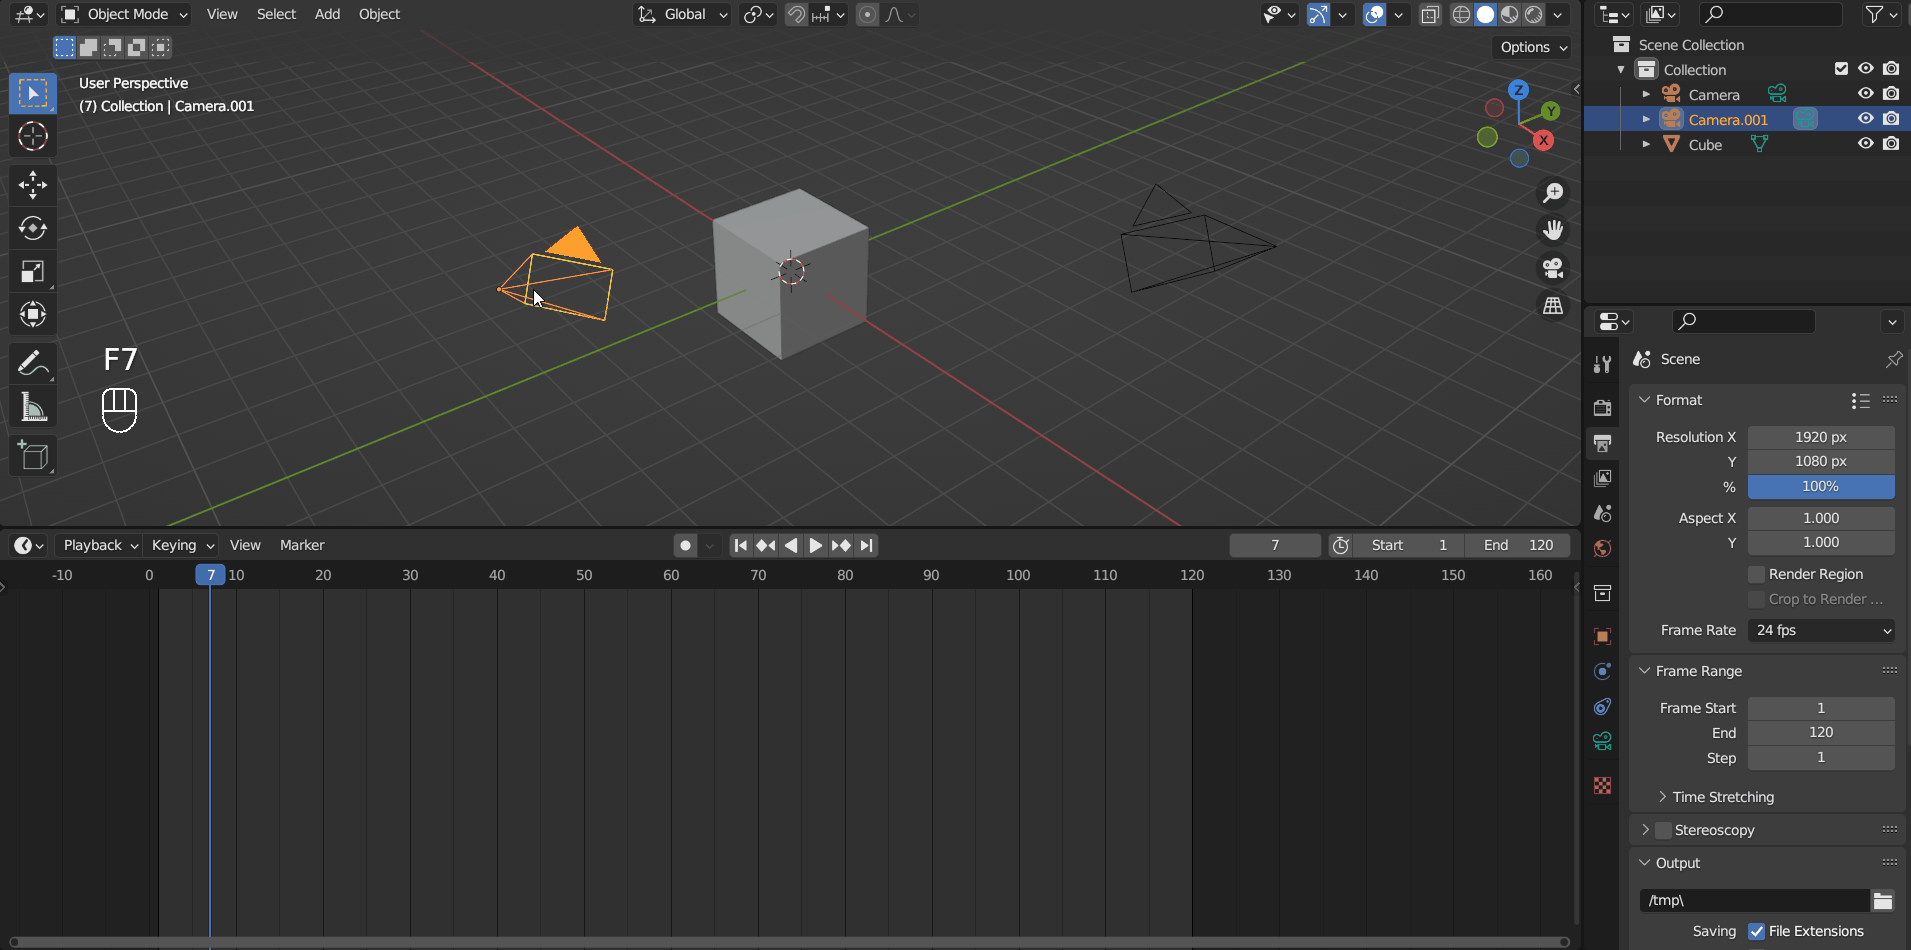 Object Mode View Select Add Object Global
Options
User Perspective
(7) Collection | Camera.001
Z
Y
X
F7
Scene Collection
Collection
Camera
Camera.001
Cube
Scene
Format
Resolution X 1920 px
Y 1080 px
% 100%
Aspect X 1.000
Y 1.000
Render Region
Crop to Render ...
Frame Rate 24 fps
Frame Range
Frame Start 1
End 120
Step 1
Time Stretching
Stereoscopy
Output
/tmp\
Saving File Extensions
Playback Keying View Marker 7 Start 1 End 120
-10 0 7 10 20 30 40 50 60 70 80 90 100 110 120 130 140 150 160